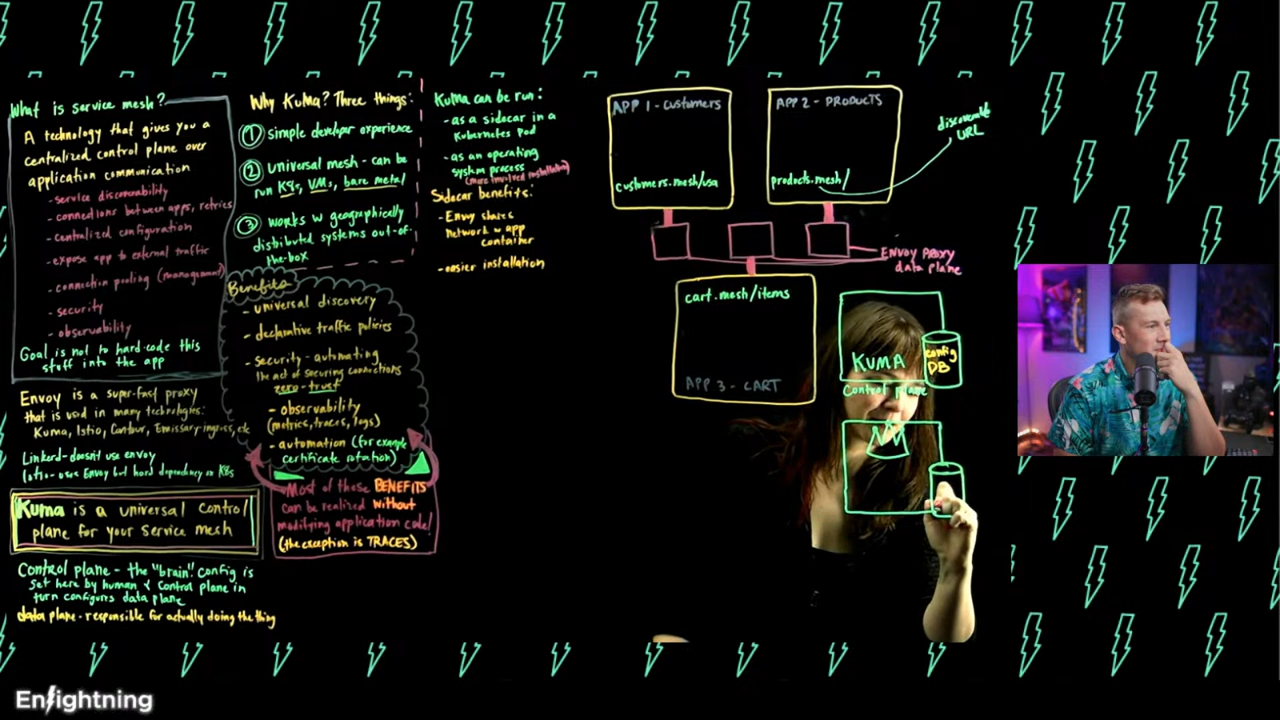 What is service mesh?
A technology that gives you a
centralized control plane over
application communication
- service discoverability
- connections between apps, retries
- centralized configuration
- expose app to external traffic
- connection pooling (management)
- security
- observability
Goal is not to hard-code this
stuff into the app
Envoy is a super-fast proxy
that is used in many technologies:
Kuma, Istio, Contour, Emissary-ingress, etc
Linkerd - doesn't use envoy
Istio - uses Envoy but hard dependency on K8s
Kuma is a universal control
plane for your service mesh
Control plane - the "brain". Config is
set here by human & control plane in
turn configures data plane
data plane - responsible for actually doing the thing
Why Kuma? Three things:
1 simple developer experience
2 universal mesh - can be
run K8s, VMs, bare metal
3 works w geographically
distributed systems out-of-
the-box
Benefits
- universal discovery
- declarative traffic policies
- security - automating
the act of securing connections
zero-trust
- observability
(metrics, traces, logs)
- automation (for example
certificate rotation)
Most of these BENEFITS
can be realized without
modifying application code!
(the exception is TRACES)
Kuma can be run:
- as a sidecar in a
Kubernetes Pod
- as an operating
system process
(more involved installation)
Sidecar benefits:
- Envoy shares
Network w app
container
- easier installation
APP 1 - CUSTOMERS
customers.mesh/usa
APP 2 - PRODUCTS
products.mesh/
discoverable
URL
ENVOY PROXY
data plane
cart.mesh/items
APP 3 - CART
KUMA
config
DB
Control plane
Enlightning